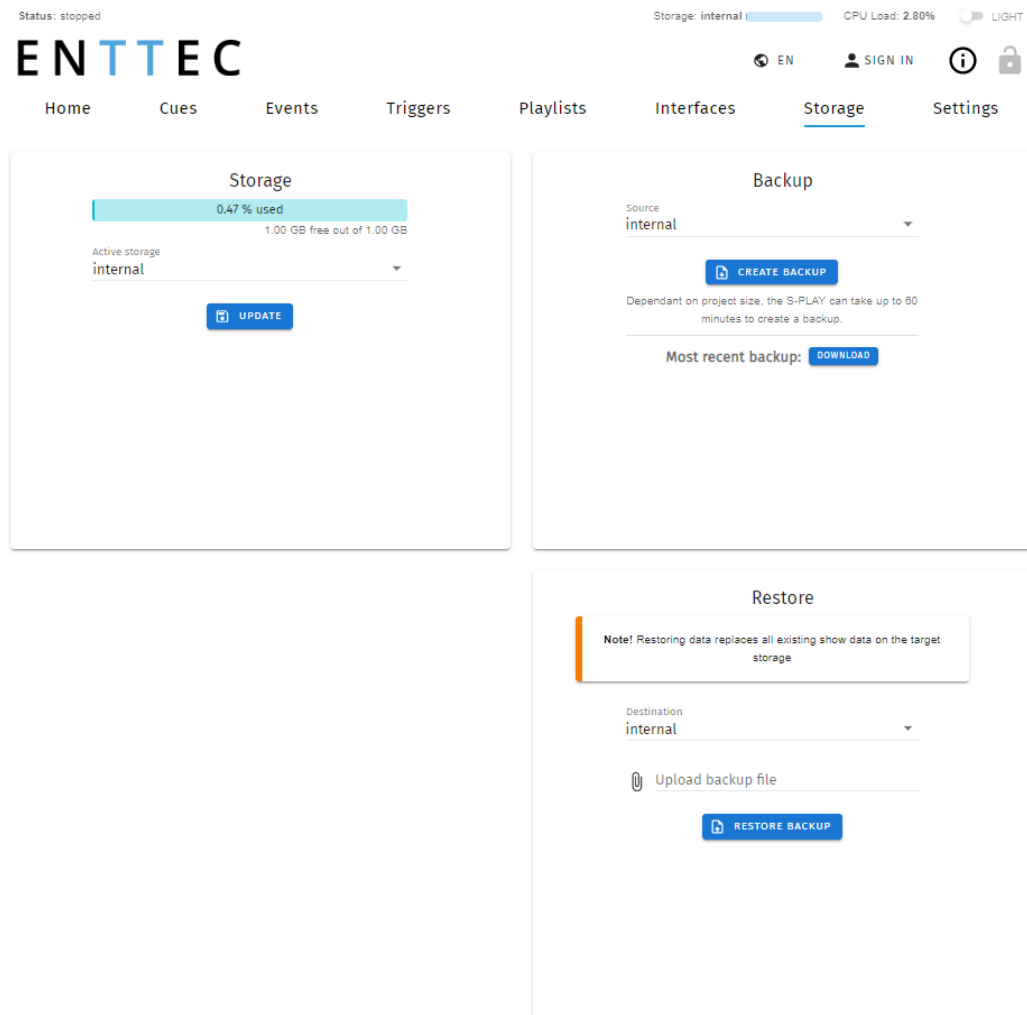 Status: stopped
Storage: internal
CPU Load: 2.80%
LIGHT
ENTTEC
EN
SIGN IN
Home
Cues
Events
Triggers
Playlists
Interfaces
Storage
Settings
Storage
0.47 % used
1.00 GB free out of 1.00 GB
Active storage
internal
UPDATE
Backup
Source
internal
CREATE BACKUP
Dependant on project size, the S-PLAY can take up to 60
minutes to create a backup.
Most recent backup: DOWNLOAD
Restore
Note! Restoring data replaces all existing show data on the target
storage
Destination
internal
Upload backup file
RESTORE BACKUP